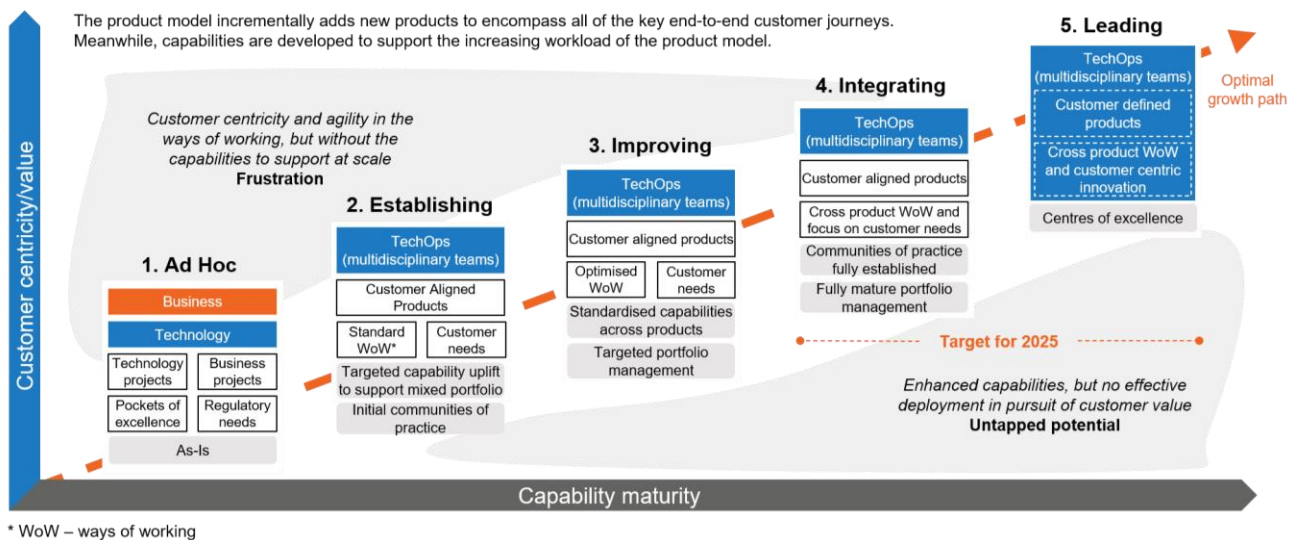 The product model incrementally adds new products to encompass all of the key end-to-end customer journeys.
Meanwhile, capabilities are developed to support the increasing workload of the product model.
Customer centricity/value
Customer centricity and agility in the
ways of working, but without the
capabilities to support at scale
Frustration
1. Ad Hoc
Business
Technology
Technology
projects
Business
projects
Pockets of
excellence
Regulatory
needs
As-Is
2. Establishing
TechOps
(multidisciplinary teams)
Customer Aligned
Products
Standard
WoW*
Customer
needs
Targeted capability uplift
to support mixed portfolio
Initial communities of
practice
3. Improving
TechOps
(multidisciplinary teams)
Customer aligned products
Optimised
WoW
Customer
needs
Standardised capabilities
across products
Targeted portfolio
management
4. Integrating
TechOps
(multidisciplinary teams)
Customer aligned products
Cross product WoW and
focus on customer needs
Communities of practice
fully established
Fully mature portfolio
management
5. Leading
TechOps
(multidisciplinary teams)
Customer defined
products
Cross product WoW
and customer centric
innovation
Centres of excellence
Optimal
growth path
Target for 2025
Enhanced capabilities, but no effective
deployment in pursuit of customer value
Untapped potential
Capability maturity
* WoW – ways of working